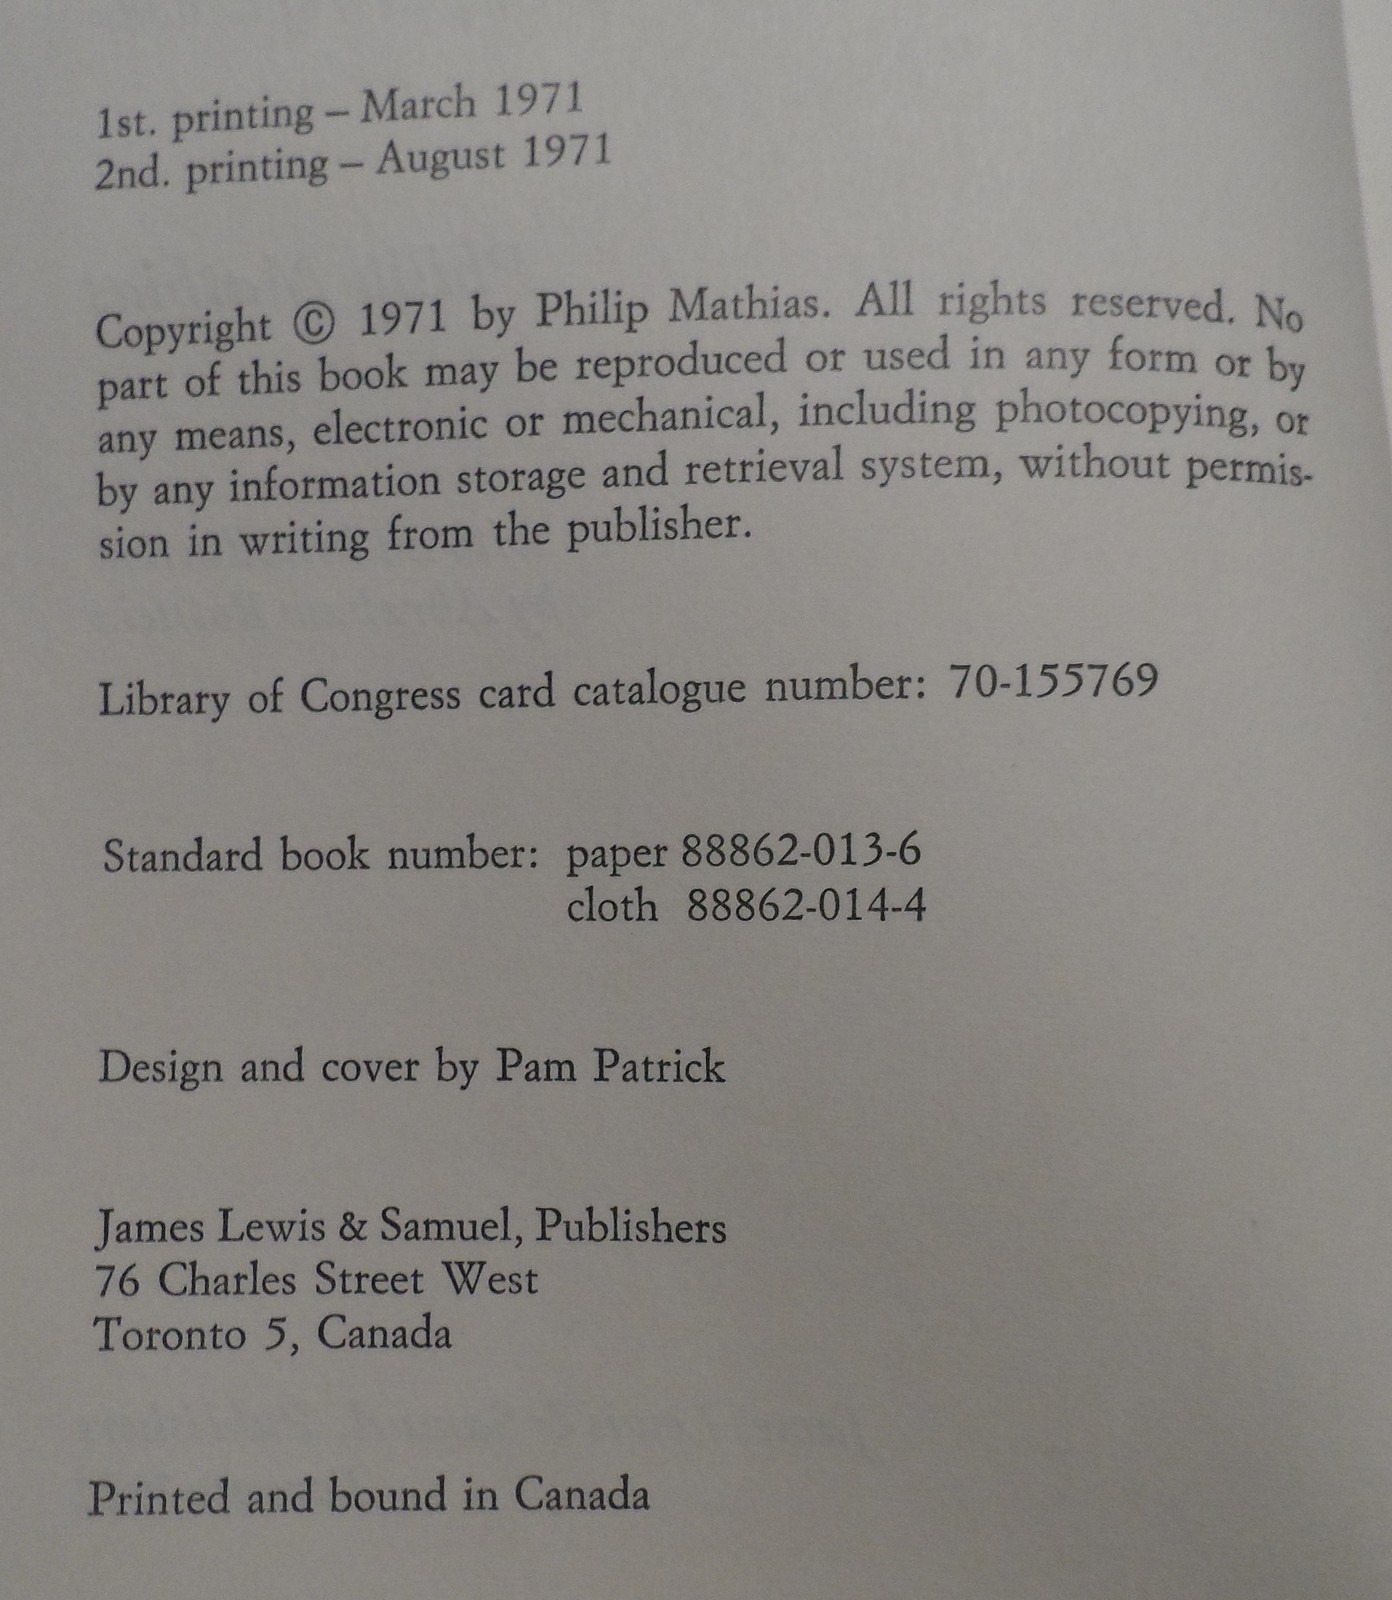 1st. printing – March 1971
2nd. printing – August 1971
Copyright © 1971 by Philip Mathias. All rights reserved. No
part of this book may be reproduced or used in any form or by
any means, electronic or mechanical, including photocopying, or
by any information storage and retrieval system, without permis-
sion in writing from the publisher.
Library of Congress card catalogue number: 70-155769
Standard book number: paper 88862-013-6
cloth 88862-014-4
Design and cover by Pam Patrick
James Lewis & Samuel, Publishers
76 Charles Street West
Toronto 5, Canada
Printed and bound in Canada